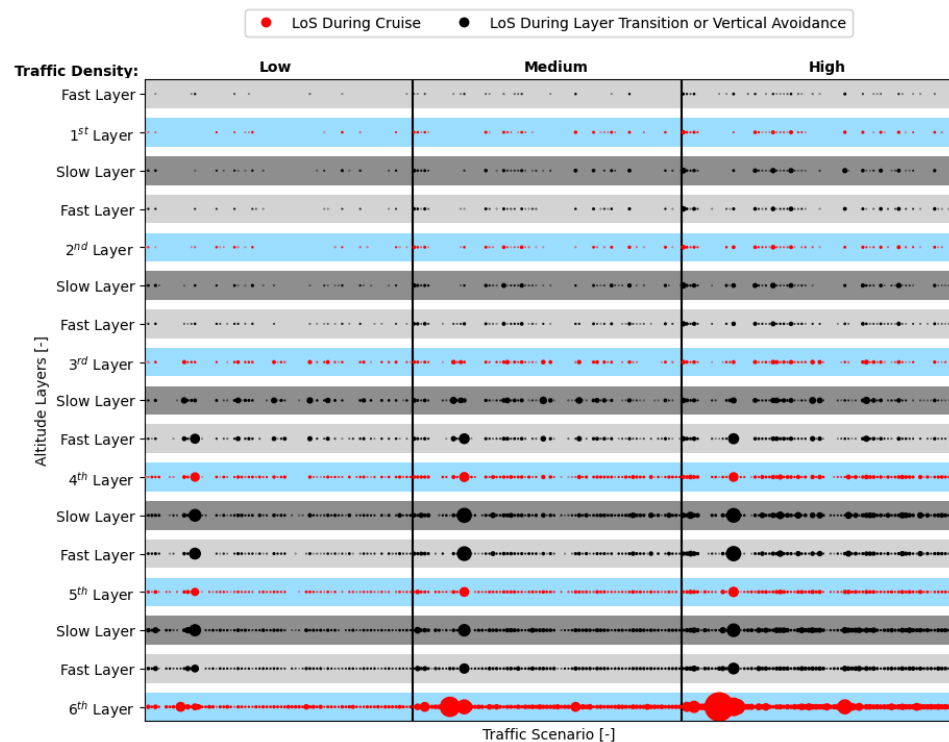 LoS During Cruise LoS During Layer Transition or Vertical Avoidance
Traffic Density: Low Medium High
Fast Layer
1st Layer
Slow Layer
Fast Layer
2nd Layer
Slow Layer
Fast Layer
3rd Layer
Slow Layer
Fast Layer
4th Layer
Slow Layer
Fast Layer
5th Layer
Slow Layer
Fast Layer
6th Layer
Altitude Layers [-]
Traffic Scenario [-]